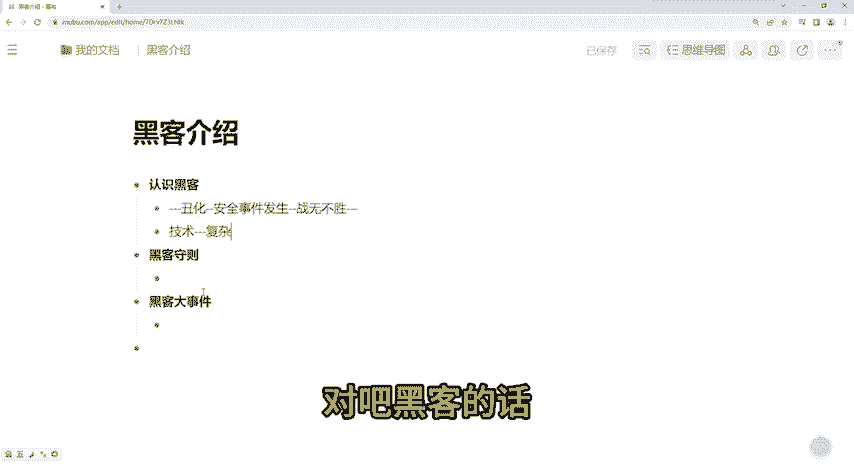 黑客介绍 - 幕布
mubu.com/app/edit/home/7Drv7Z3LNIk
我的文档 | 黑客介绍
已保存
思维导图
黑客介绍
认识黑客
---丑化--安全事件发生--战无不胜---
技术---复杂
黑客守则
黑客大事件
对吧黑客的话